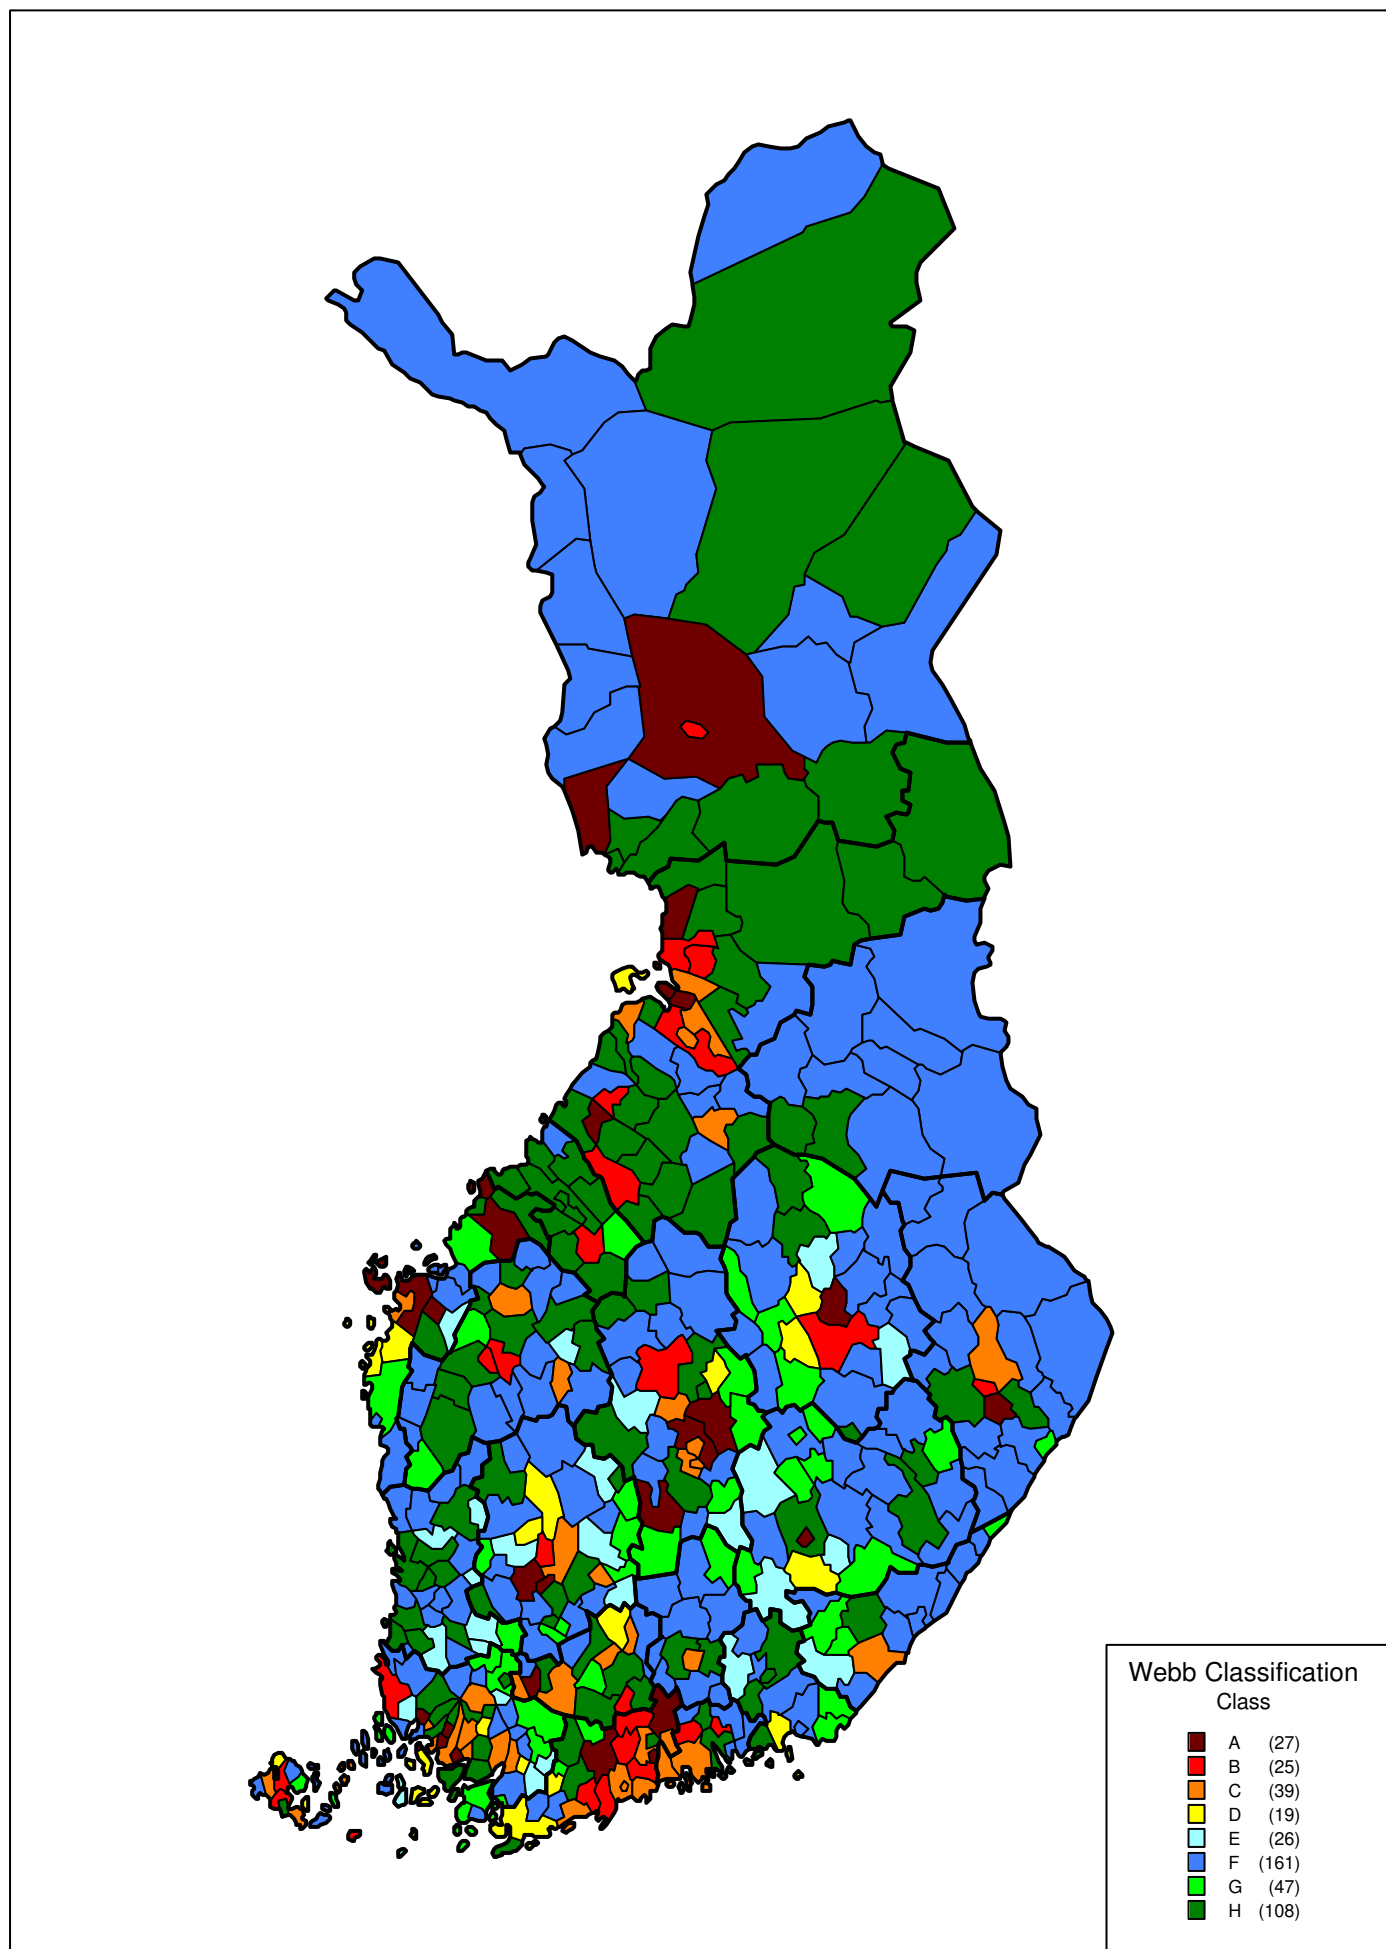 Webb Classification
Class
A (27)
B (25)
C (39)
D (19)
E (26)
F (161)
G (47)
H (108)